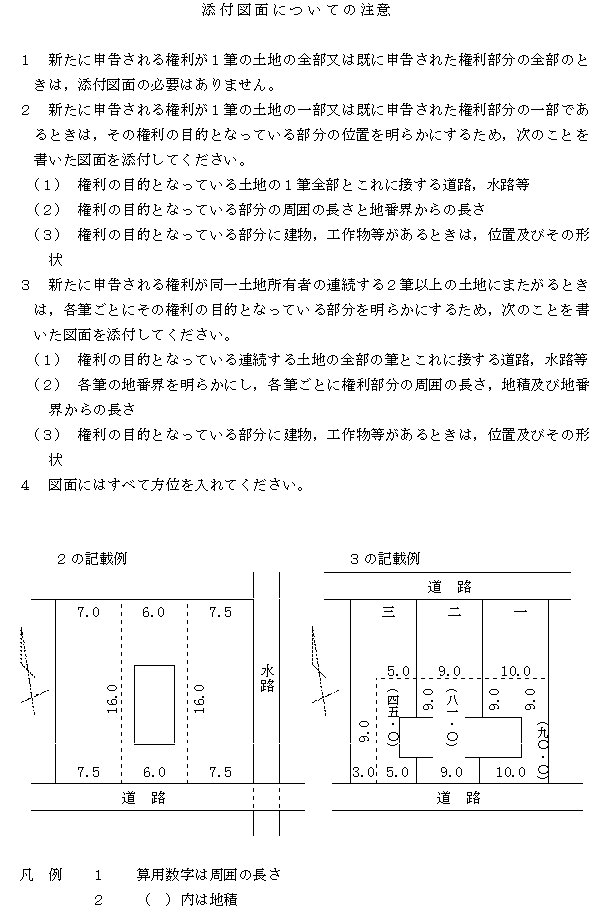 添付図面についての注意
１　新たに申告される権利が１筆の土地の全部又は既に申告された権利部分の全部のと
きは，添付図面の必要はありません。
２　新たに申告される権利が１筆の土地の一部又は既に申告された権利部分の一部であ
るときは，その権利の目的となっている部分の位置を明らかにするため，次のことを
書いた図面を添付してください。
（１）　権利の目的となっている土地の１筆全部とこれに接する道路，水路等
（２）　権利の目的となっている部分の周囲の長さと地番界からの長さ
（３）　権利の目的となっている部分に建物，工作物等があるときは，位置及びその形
状
３　新たに申告される権利が同一土地所有者の連続する２筆以上の土地にまたがるとき
は，各筆ごとにその権利の目的となっている部分を明らかにするため，次のことを書
いた図面を添付してください。
（１）　権利の目的となっている連続する土地の全部の筆とこれに接する道路，水路等
（２）　各筆の地番界を明らかにし，各筆ごとに権利部分の周囲の長さ，地積及び地番
界からの長さ
（３）　権利の目的となっている部分に建物，工作物等があるときは，位置及びその形
状
４　図面にはすべて方位を入れてください。
２の記載例
7.0 6.0 7.5
水路
16.0 16.0
7.5 6.0 7.5
道　路
３の記載例
道　路
三 二 一
5.0 9.0 10.0
9.0 （四五・〇） 9.0 （八一・〇） 9.0 9.0 （九〇・〇）
3.0 5.0 9.0 10.0
道　路
凡　例　１　算用数字は周囲の長さ
２　（　）内は地積